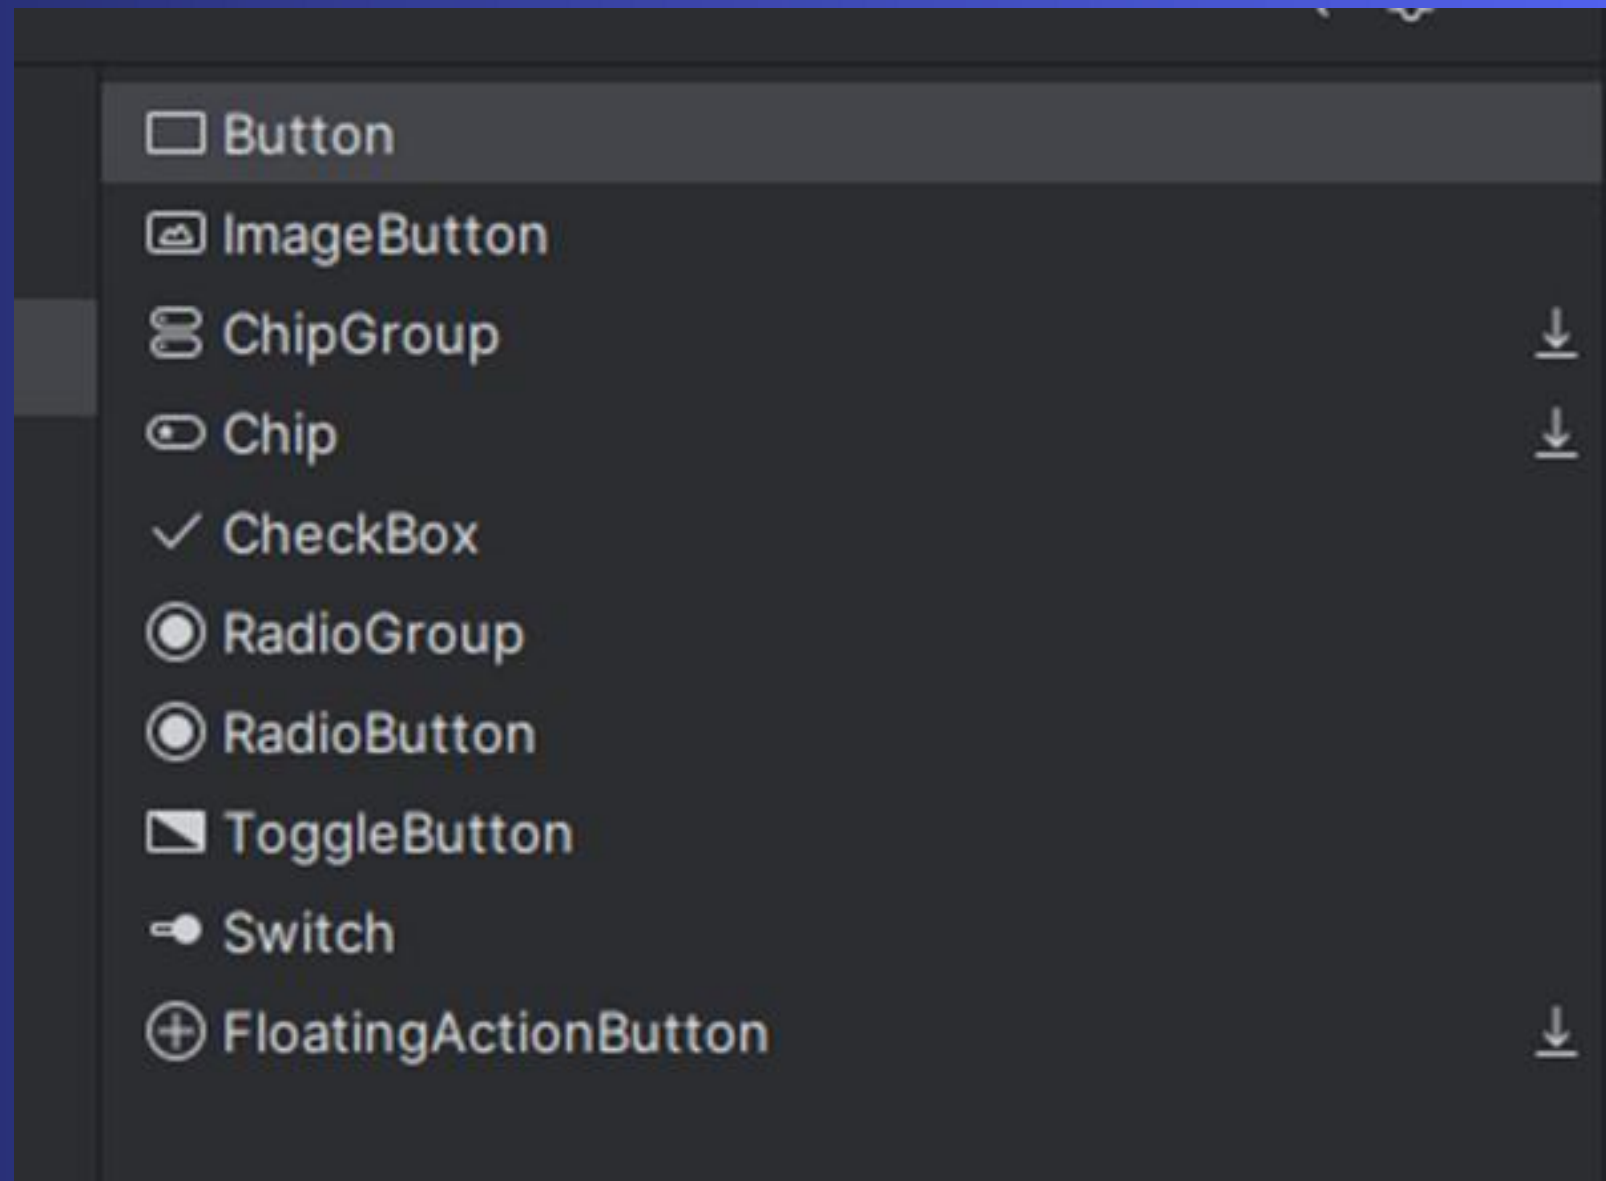 Button
ImageButton
ChipGroup
Chip
CheckBox
RadioGroup
RadioButton
ToggleButton
Switch
FloatingActionButton